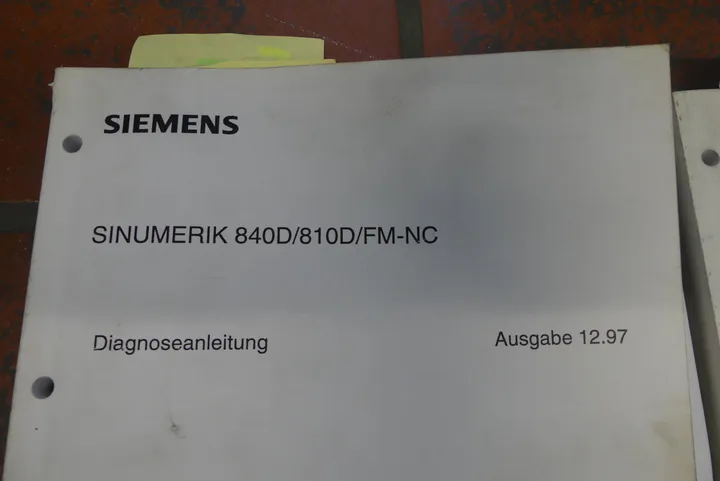 SIEMENS
SINUMERIK 840D/810D/FM-NC
Diagnoseanleitung Ausgabe 12.97